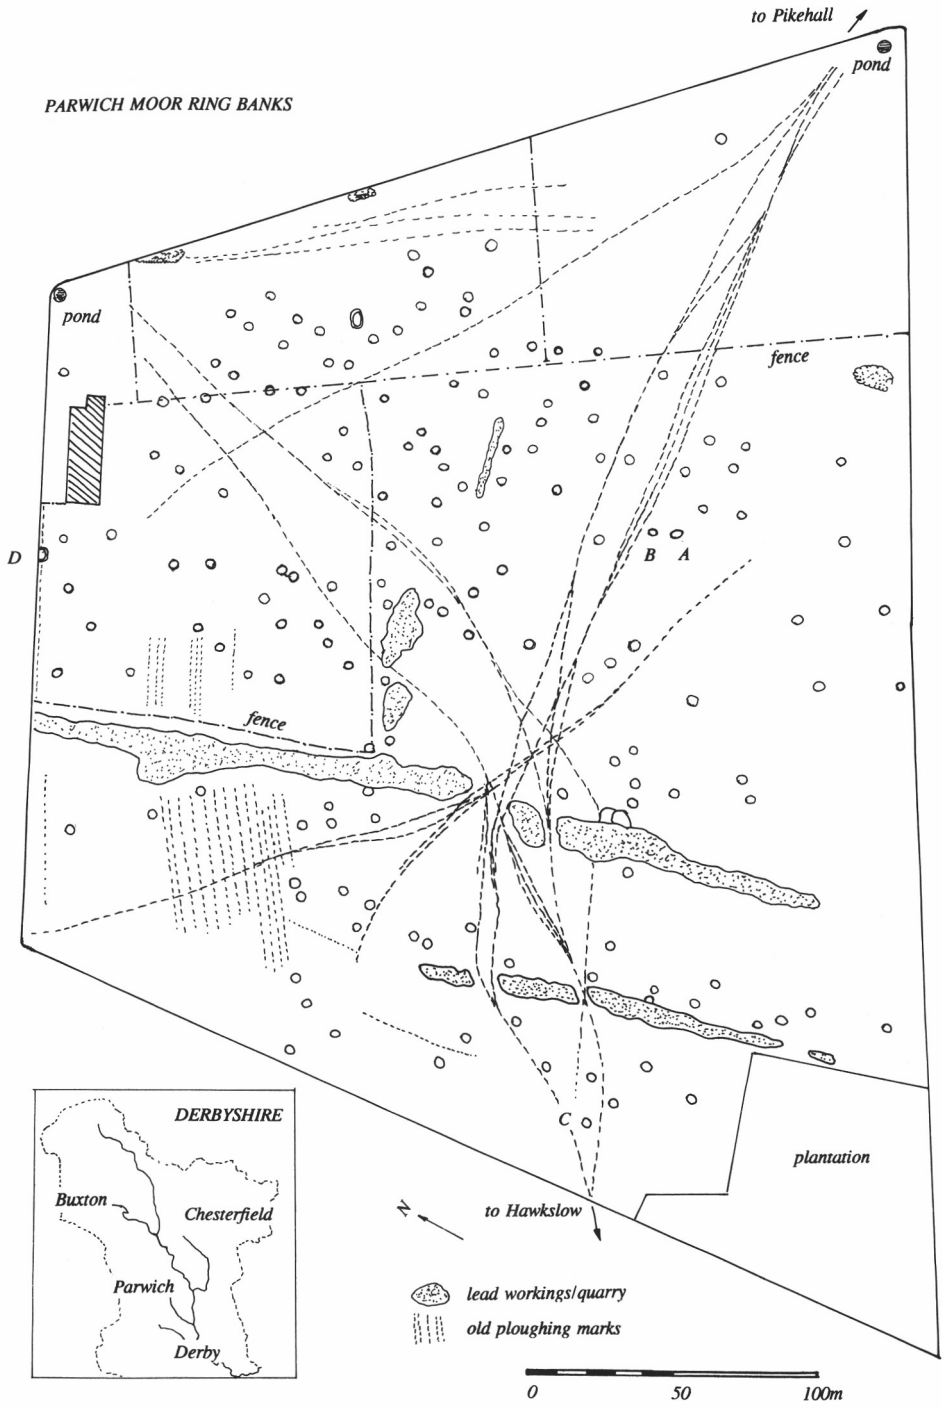 to Pikehall
pond
PARWICH MOOR RING BANKS
pond
fence
D
B A
fence
C
DERBYSHIRE
Buxton
Chesterfield
Parwich
Derby
N
to Hawkslow
plantation
lead workings/quarry
old ploughing marks
0 50 100m